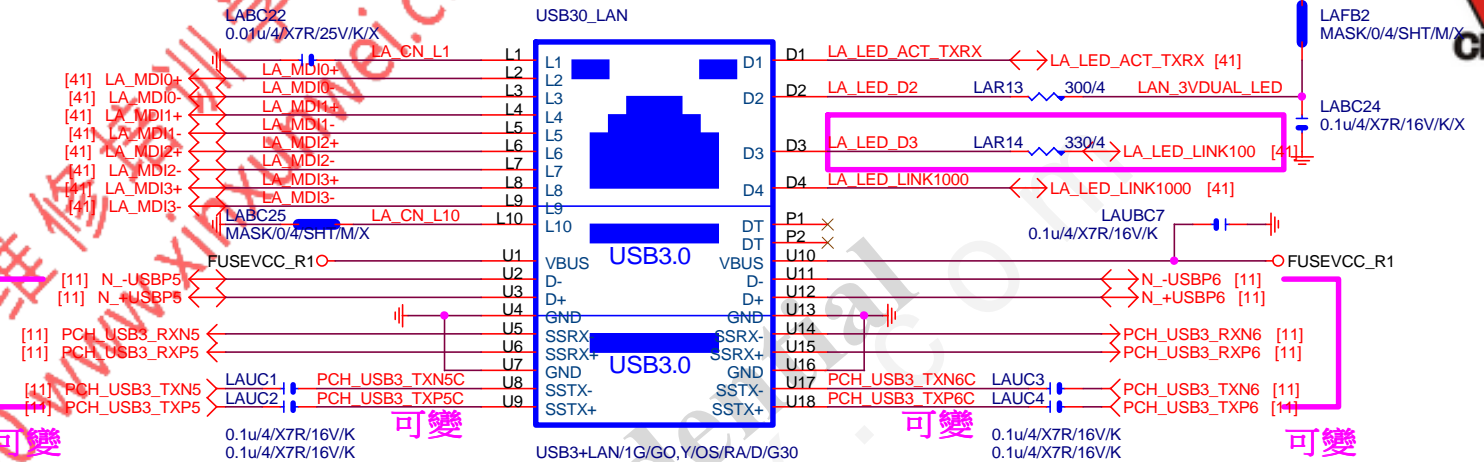 LABC22
0.01u/4/X7R/25V/K/X
USB30_LAN
LAFB2
MASK/0/4/SHT/M/X
LA_CN_L1 L1 L1 D1 D1 LA_LED_ACT_TXRX LA_LED_ACT_TXRX [41]
[41] LA_MDI0+ LA_MDI0+ L2 L2
[41] LA_MDI0- LA_MDI0- L3 L3 D2 D2 LA_LED_D2 LAR13 300/4 LAN_3VDUAL_LED
[41] LA_MDI1+ LA_MDI1+ L4 L4
LABC24
0.1u/4/X7R/16V/K/X
[41] LA_MDI1- LA_MDI1- L5 L5
[41] LA_MDI2+ LA_MDI2+ L6 L6 D3 D3 LA_LED_D3 LAR14 330/4 LA_LED_LINK100 [41]
[41] LA_MDI2- LA_MDI2- L7 L7
[41] LA_MDI3+ LA_MDI3+ L8 L8 D4 D4 LA_LED_LINK1000 LA_LED_LINK1000 [41]
[41] LA_MDI3- LA_MDI3- L9 L9
LABC25
MASK/0/4/SHT/M/X
LA_CN_L10 L10 L10 DT P1
DT P2
LAUBC7
0.1u/4/X7R/16V/K
USB3.0
FUSEVCC_R1 U1 VBUS VBUS U10 FUSEVCC_R1
[11] N_-USBP5 U2 D- D- U11 N_-USBP6 [11]
[11] N_+USBP5 U3 D+ D+ U12 N_+USBP6 [11]
U4 GND GND U13
[11] PCH_USB3_RXN5 U5 SSRX- SSRX- U14 PCH_USB3_RXN6 [11]
[11] PCH_USB3_RXP5 U6 SSRX+ SSRX+ U15 PCH_USB3_RXP6 [11]
USB3.0
U7 GND GND U16
[11] PCH_USB3_TXN5 LAUC1 PCH_USB3_TXN5C U8 SSTX- SSTX- U17 PCH_USB3_TXN6C LAUC3 PCH_USB3_TXN6 [11]
[11] PCH_USB3_TXP5 LAUC2 PCH_USB3_TXP5C U9 SSTX+ SSTX+ U18 PCH_USB3_TXP6C LAUC4 PCH_USB3_TXP6 [11]
可變 可變 可變 可變
0.1u/4/X7R/16V/K
0.1u/4/X7R/16V/K
USB3+LAN/1G/GO,Y/OS/RA/D/G30
0.1u/4/X7R/16V/K
0.1u/4/X7R/16V/K